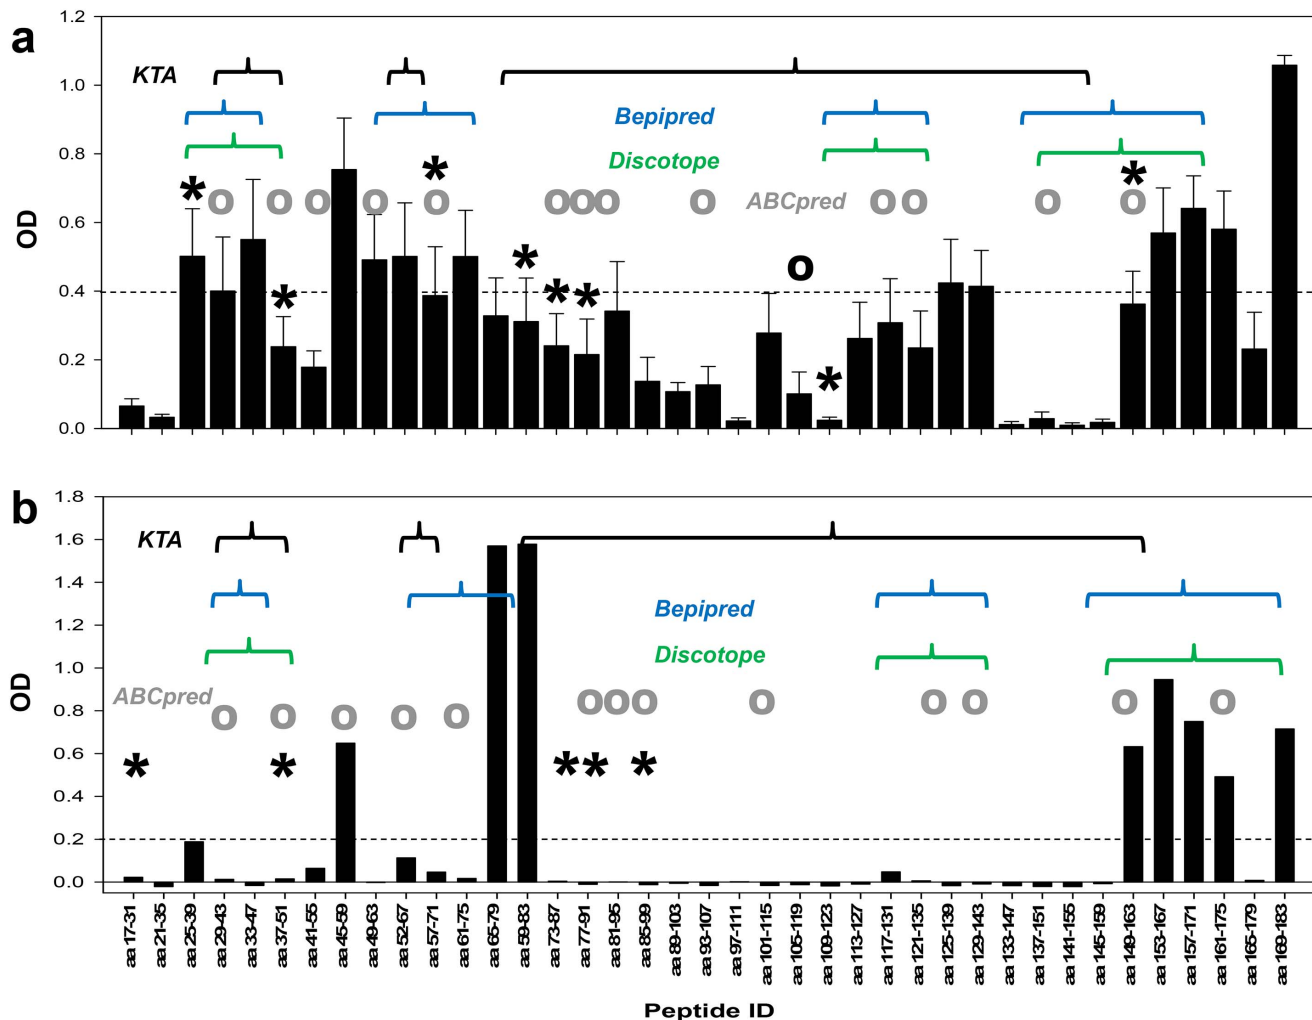 a
1.2
1.0
0.8
0.6
0.4
0.2
0.0
OD
KTA
Bepipred
Discotope
* o o o o * o o o o o ABCpred o o o * o
* * * * o *
b
1.8
1.6
1.4
1.2
1.0
0.8
0.6
0.4
0.2
0.0
OD
KTA
Bepipred
Discotope
ABCpred o o o o o o o o o o o o o
* * * * *
aa 17-31
aa 21-35
aa 25-39
aa 29-43
aa 33-47
aa 37-51
aa 41-55
aa 45-59
aa 49-63
aa 52-67
aa 57-71
aa 61-75
aa 65-79
aa 59-83
aa 73-87
aa 77-91
aa 81-95
aa 85-99
aa 89-103
aa 93-107
aa 97-111
aa 101-115
aa 105-119
aa 109-123
aa 113-127
aa 117-131
aa 121-135
aa 125-139
aa 129-143
aa 133-147
aa 137-151
aa 141-155
aa 145-159
aa 149-163
aa 153-167
aa 157-171
aa 161-175
aa 165-179
aa 169-183
Peptide ID